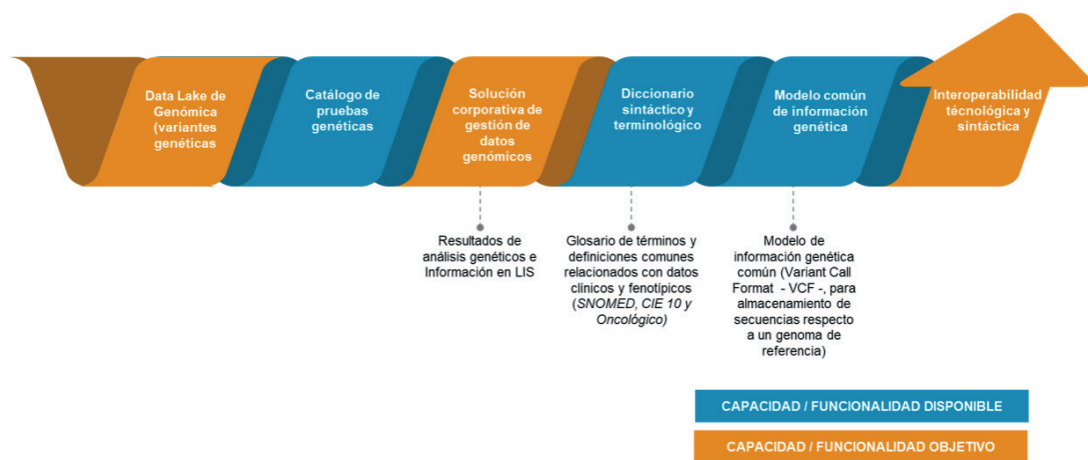 Data Lake de
Genómica
(variantes
genéticas
Catálogo de
pruebas
genéticas
Solución
corporativa de
gestión de
datos
genómicos
Diccionario
sintáctico y
terminológico
Modelo común
de información
genética
Interoperabilidad
técnológica y
sintáctica
Resultados de
análisis genéticos e
Información en LIS
Glosario de términos y
definiciones comunes
relacionados con datos
clínicos y fenotípicos
(SNOMED, CIE 10 y
Oncológico)
Modelo de
información genética
común (Variant Call
Format - VCF -, para
almacenamiento de
secuencias respecto
a un genoma de
referencia)
CAPACIDAD / FUNCIONALIDAD DISPONIBLE
CAPACIDAD / FUNCIONALIDAD OBJETIVO